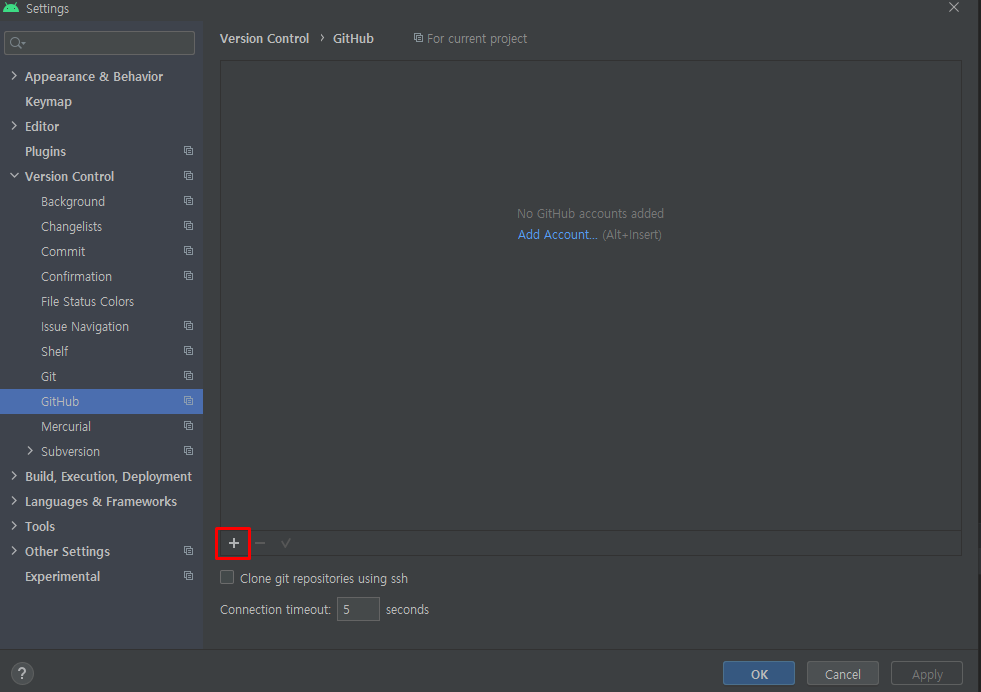 Settings
Version Control › GitHub For current project
Appearance & Behavior
Keymap
Editor
Plugins
Version Control
Background
Changelists
Commit
Confirmation
File Status Colors
Issue Navigation
Shelf
Git
GitHub
Mercurial
Subversion
Build, Execution, Deployment
Languages & Frameworks
Tools
Other Settings
Experimental
No GitHub accounts added
Add Account... (Alt+Insert)
Clone git repositories using ssh
Connection timeout: 5 seconds
? OK Cancel Apply